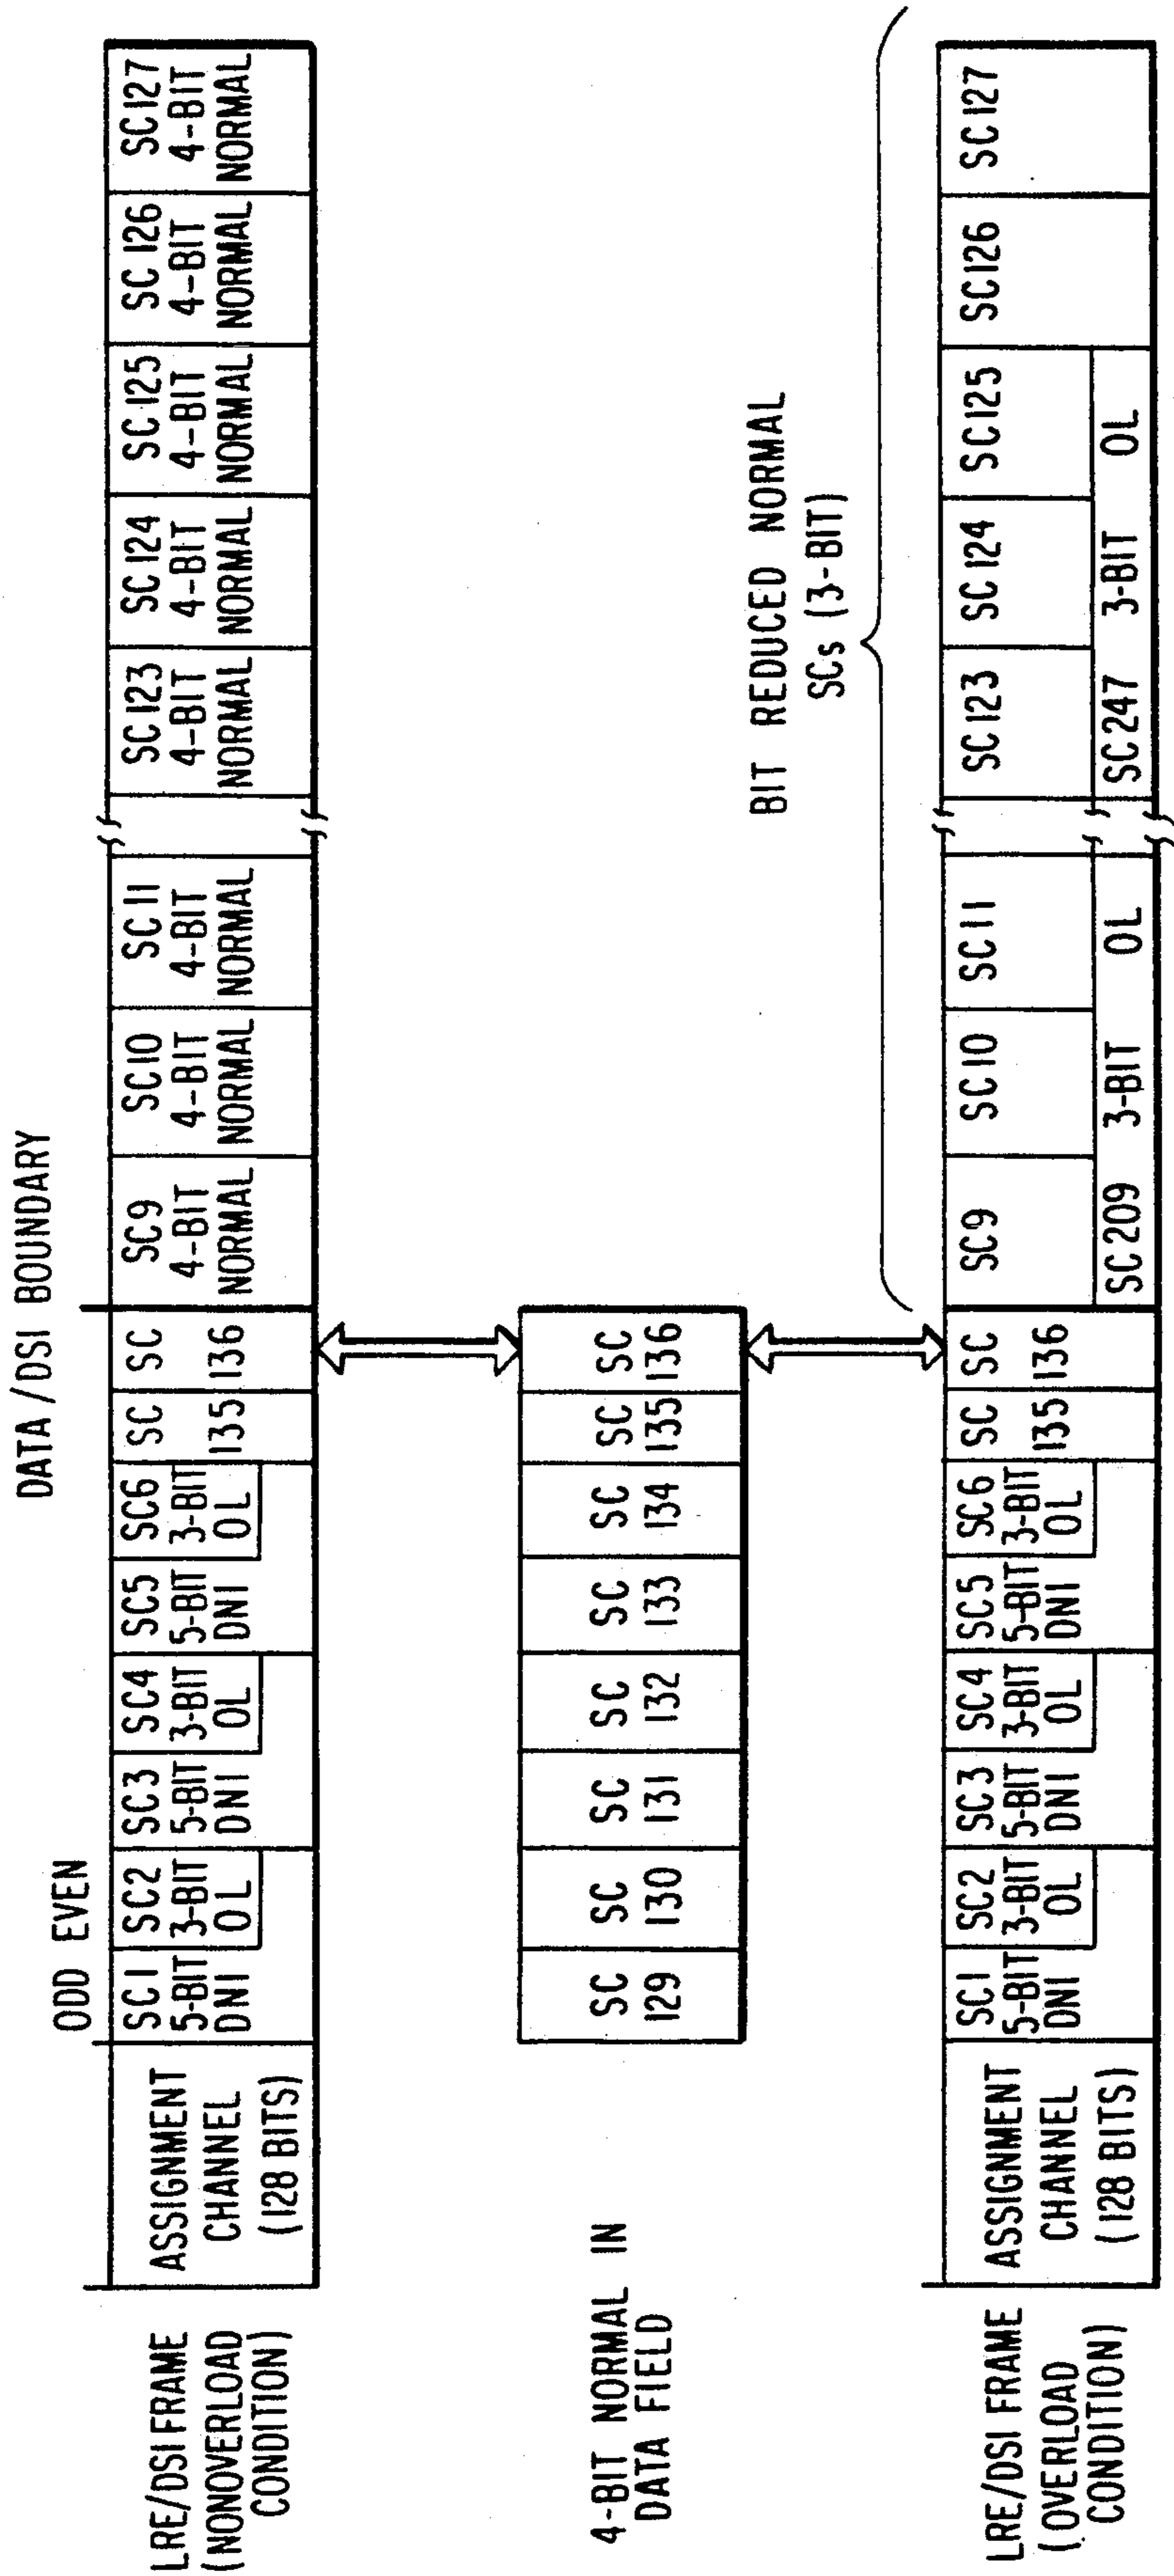 DATA/DSI BOUNDARY
ODD EVEN
LRE/DSI FRAME
(NONOVERLOAD
CONDITION)
ASSIGNMENT
CHANNEL
(128 BITS)
SC1
5-BIT
DNI
SC2
3-BIT
OL
SC3
5-BIT
DNI
SC4
3-BIT
OL
SC5
5-BIT
DNI
SC6
3-BIT
OL
SC
135
SC
136
SC9
4-BIT
NORMAL
SC10
4-BIT
NORMAL
SC11
4-BIT
NORMAL
SC123
4-BIT
NORMAL
SC124
4-BIT
NORMAL
SC125
4-BIT
NORMAL
SC126
4-BIT
NORMAL
SC127
4-BIT
NORMAL
4-BIT NORMAL IN
DATA FIELD
SC
129
SC
130
SC
131
SC
132
SC
133
SC
134
SC
135
SC
136
BIT REDUCED NORMAL
SCs (3-BIT)
LRE/DSI FRAME
(OVERLOAD
CONDITION)
ASSIGNMENT
CHANNEL
(128 BITS)
SC1
5-BIT
DNI
SC2
3-BIT
OL
SC3
5-BIT
DNI
SC4
3-BIT
OL
SC5
5-BIT
DNI
SC6
3-BIT
OL
SC
135
SC
136
SC9
SC10
SC11
SC209 3-BIT OL
SC123
SC124
SC125
SC247 3-BIT OL
SC126
SC127